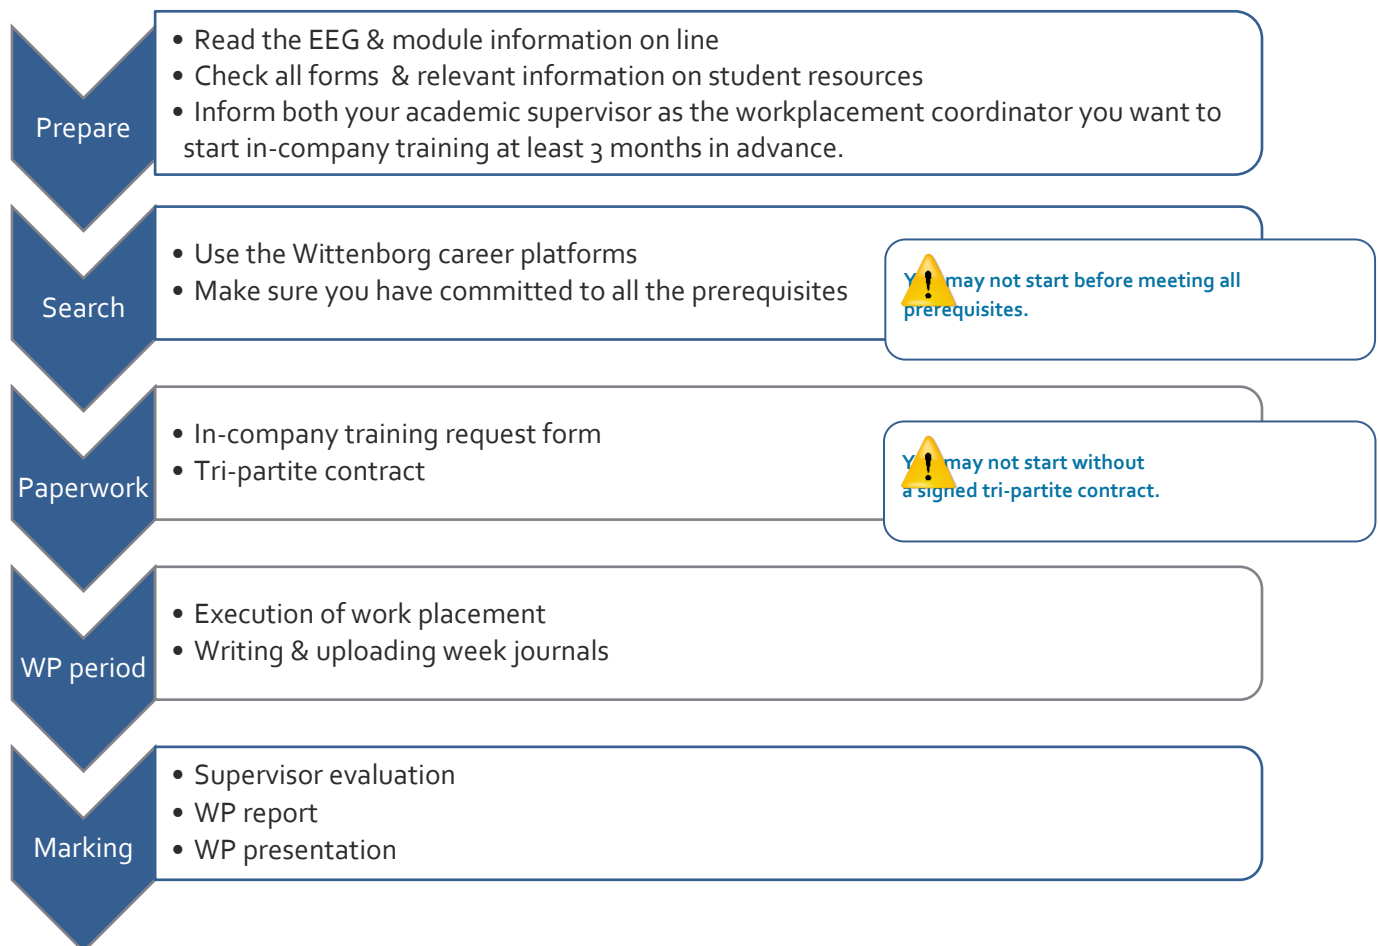 Prepare
• Read the EEG & module information on line
• Check all forms & relevant information on student resources
• Inform both your academic supervisor as the workplacement coordinator you want to
start in-company training at least 3 months in advance.
Search
• Use the Wittenborg career platforms
• Make sure you have committed to all the prerequisites
may not start before meeting all
prerequisites.
Paperwork
• In-company training request form
• Tri-partite contract
may not start without
a signed tri-partite contract.
WP period
• Execution of work placement
• Writing & uploading week journals
Marking
• Supervisor evaluation
• WP report
• WP presentation